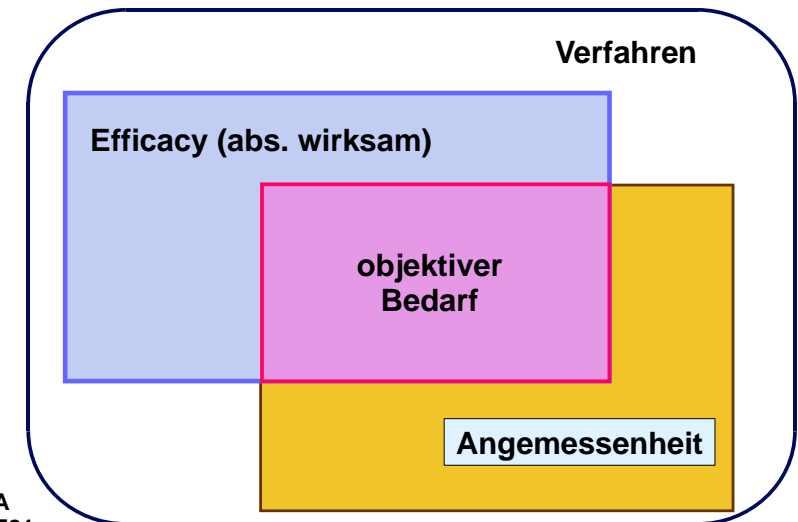 Verfahren
Efficacy (abs. wirksam)
objektiver
Bedarf
Angemessenheit
A